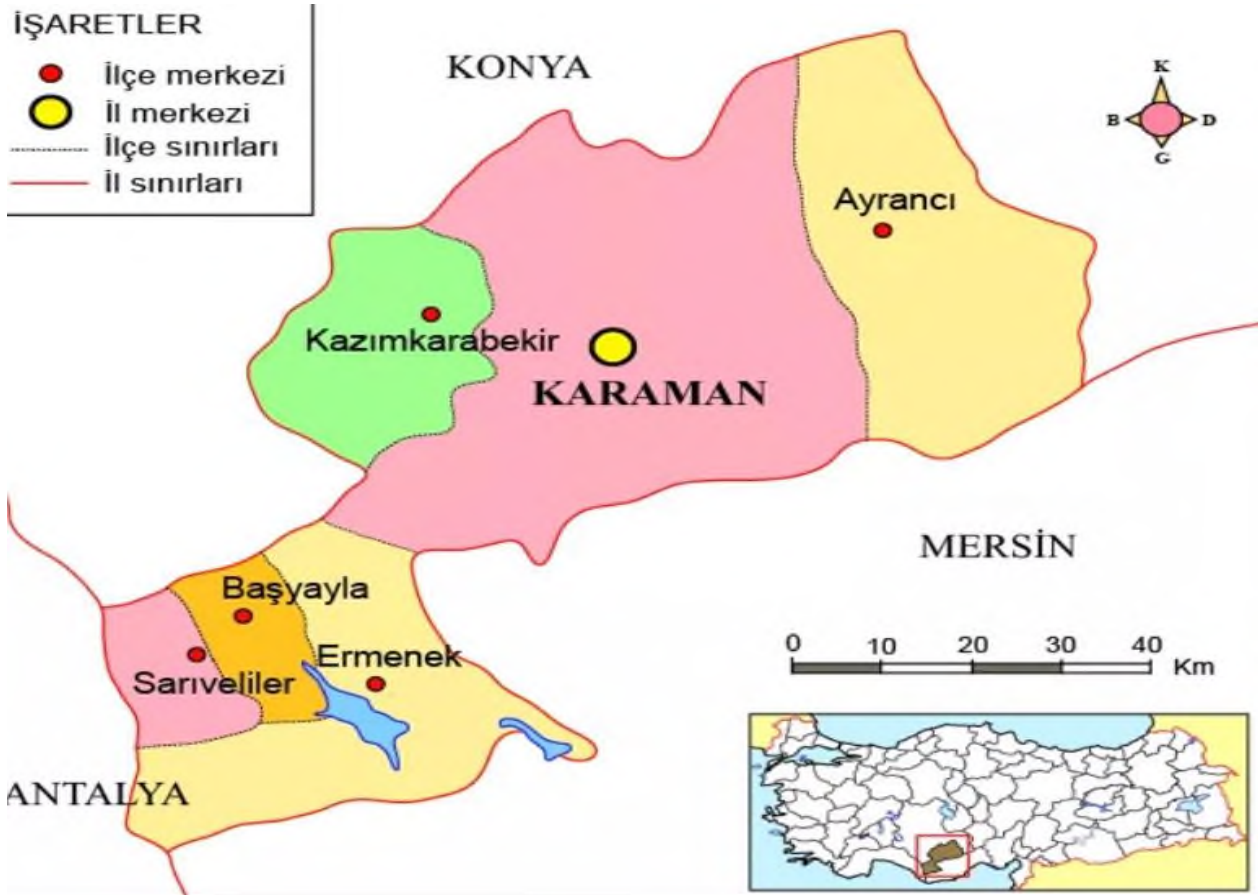 İŞARETLER
İlçe merkezi
İl merkezi
İlçe sınırları
İl sınırları
KONYA
K
B D
G
Ayrancı
Kazımkarabekir
KARAMAN
MERSİN
Başyayla
Ermenek
Sarıveliler
ANTALYA
0 10 20 30 40
Km